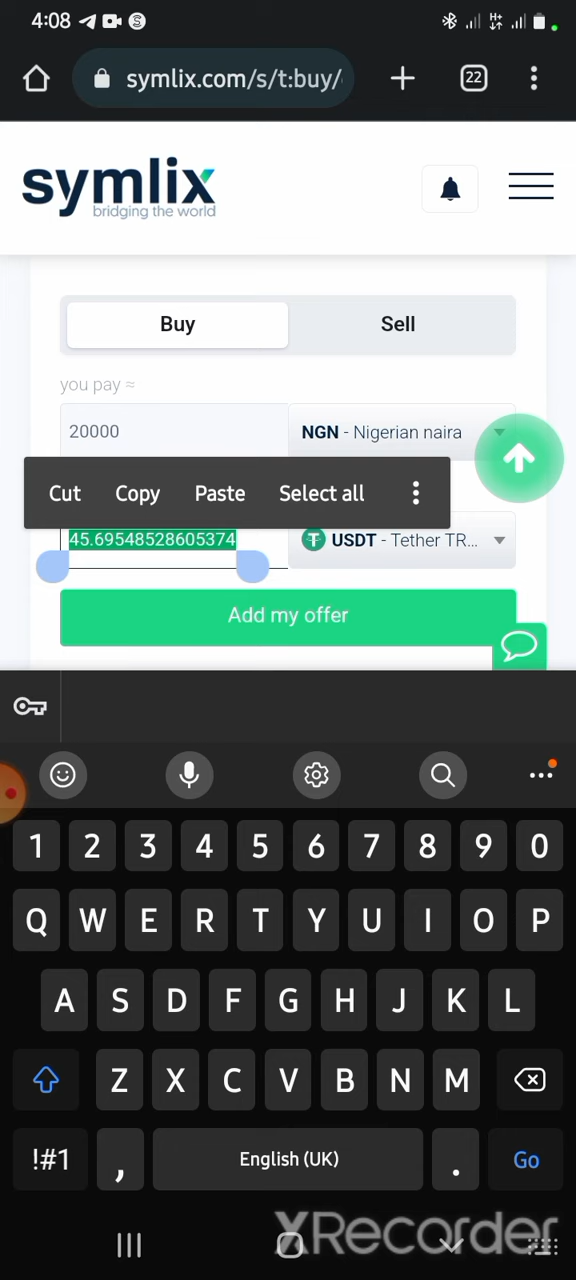 4:08
22
symlix.com/s/t:buy/
symlix
bridging the world
Buy
Sell
you pay ≈
20000
NGN - Nigerian naira
Cut
Copy
Paste
Select all
45.69548528605374
USDT - Tether TR...
Add my offer
1 2 3 4 5 6 7 8 9 0
Q W E R T Y U I O P
A S D F G H J K L
Z X C V B N M
!#1 , English (UK) . Go
XRecorder